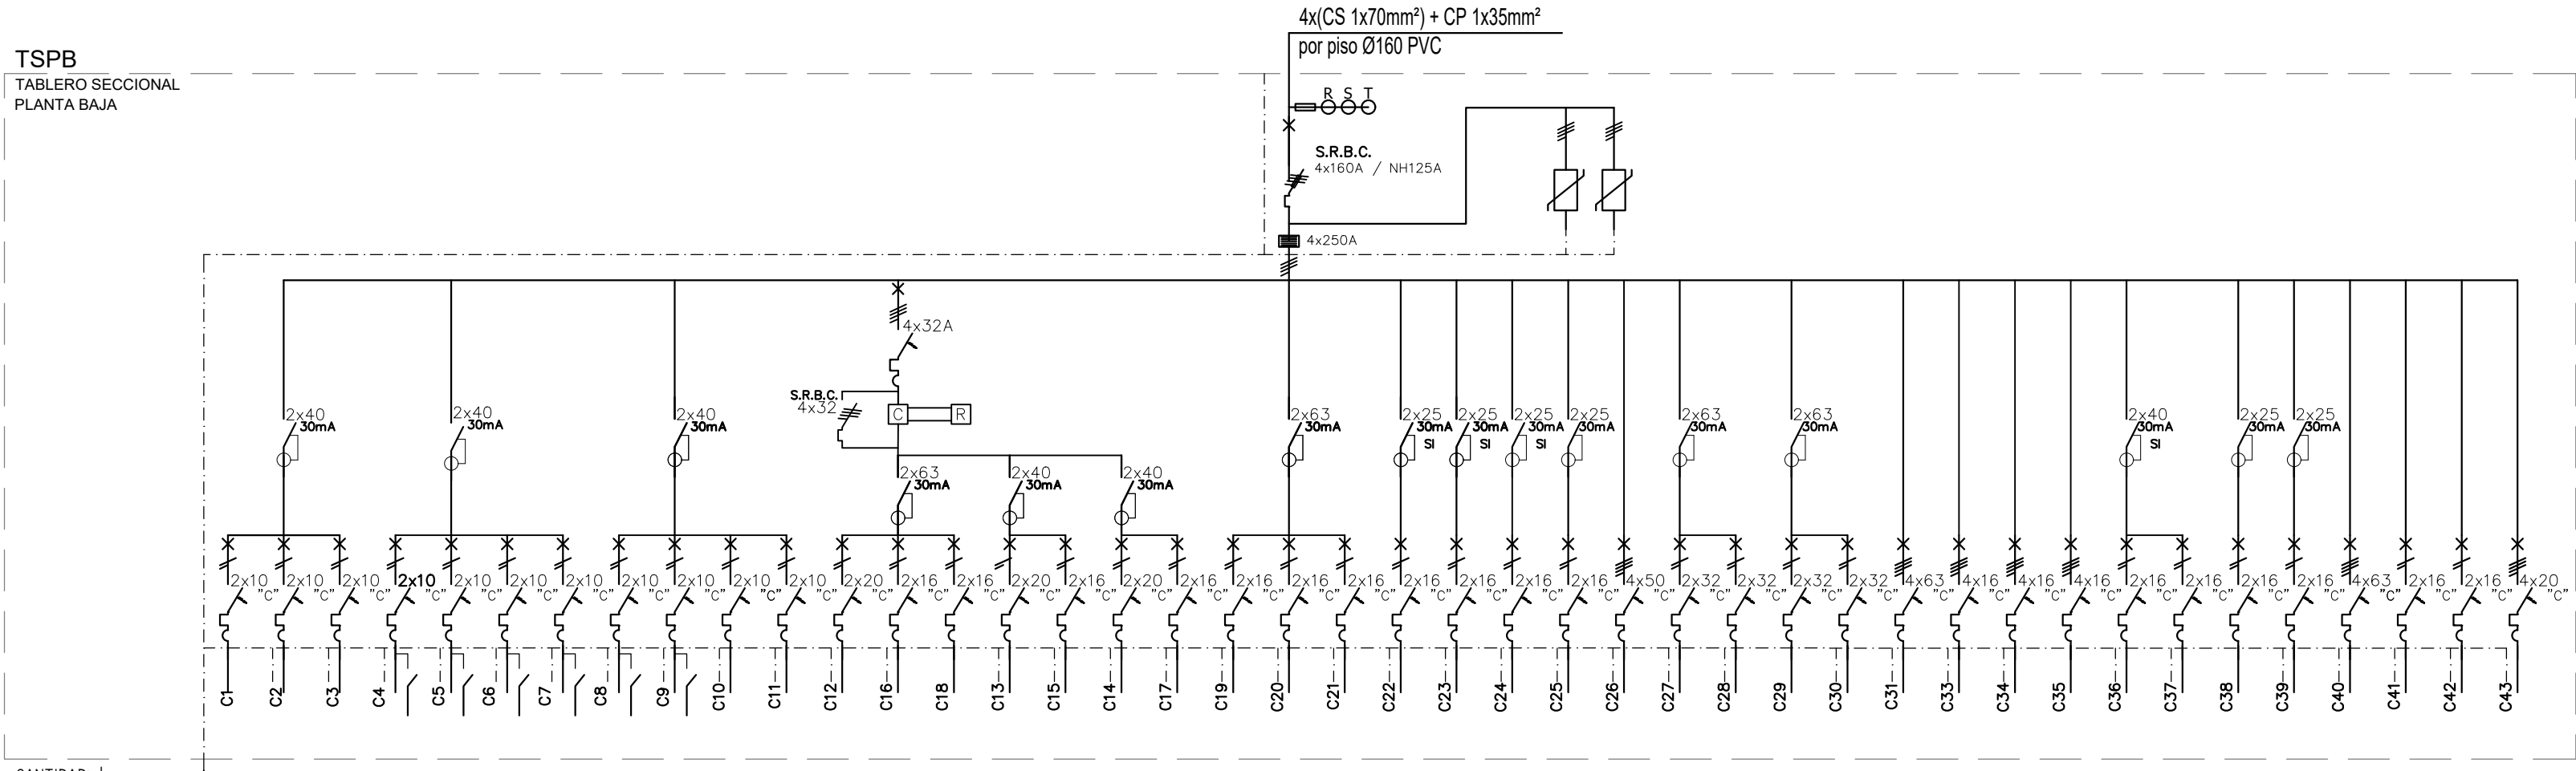 4x(CS 1x70mm²) + CP 1x35mm²
por piso Ø160 PVC
TSPB
TABLERO SECCIONAL
PLANTA BAJA
R S T
S.R.B.C.
4x160A / NH125A
4x250A
4x32A
S.R.B.C.
4x32
C R
2x40 2x40 2x40 2x63 2x25 2x25 2x25 2x25 2x63 2x63 2x40 2x25 2x25
30mA 30mA 30mA 30mA 30mA 30mA 30mA 30mA 30mA 30mA 30mA 30mA 30mA
SI SI SI SI
2x63 2x40 2x40
30mA 30mA 30mA
2x10 2x10 2x10 2x10 2x10 2x10 2x10 2x10 2x10 2x10 2x10 2x20 2x16 2x16 2x20 2x16 2x20 2x16 2x16 2x16 2x16 2x16 2x16 2x16 2x16 4x50 2x32 2x32 2x32 2x32 4x63 4x16 4x16 4x16 2x16 2x16 2x16 2x16 4x63 2x16 2x16 4x20
"C" "C" "C" "C" "C" "C" "C" "C" "C" "C" "C" "C" "C" "C" "C" "C" "C" "C" "C" "C" "C" "C" "C" "C" "C" "C" "C" "C" "C" "C" "C" "C" "C" "C" "C" "C" "C" "C" "C" "C" "C" "C"
C1 C2 C3 C4 C5 C6 C7 C8 C9 C10 C11 C12 C16 C18 C13 C15 C14 C17 C19 C20 C21 C22 C23 C24 C25 C26 C27 C28 C29 C30 C31 C33 C34 C35 C36 C37 C38 C39 C40 C41 C42 C43